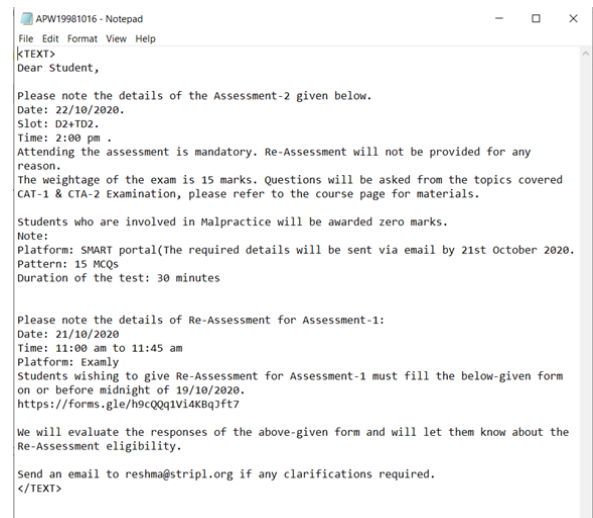 APW19981016 - Notepad
File Edit Format View Help
<TEXT>
Dear Student,
Please note the details of the Assessment-2 given below.
Date: 22/10/2020.
Slot: D2+TD2.
Time: 2:00 pm .
Attending the assessment is mandatory. Re-Assessment will not be provided for any
reason.
The weightage of the exam is 15 marks. Questions will be asked from the topics covered
CAT-1 & CTA-2 Examination, please refer to the course page for materials.
Students who are involved in Malpractice will be awarded zero marks.
Note:
Platform: SMART portal(The required details will be sent via email by 21st October 2020.
Pattern: 15 MCQs
Duration of the test: 30 minutes
Please note the details of Re-Assessment for Assessment-1:
Date: 21/10/2020
Time: 11:00 am to 11:45 am
Platform: Examly
Students wishing to give Re-Assessment for Assessment-1 must fill the below-given form
on or before midnight of 19/10/2020.
https://forms.gle/h9cQQq1Vi4KBqJft7
We will evaluate the responses of the above-given form and will let them know about the
Re-Assessment eligibility.
Send an email to reshma@stripl.org if any clarifications required.
</TEXT>